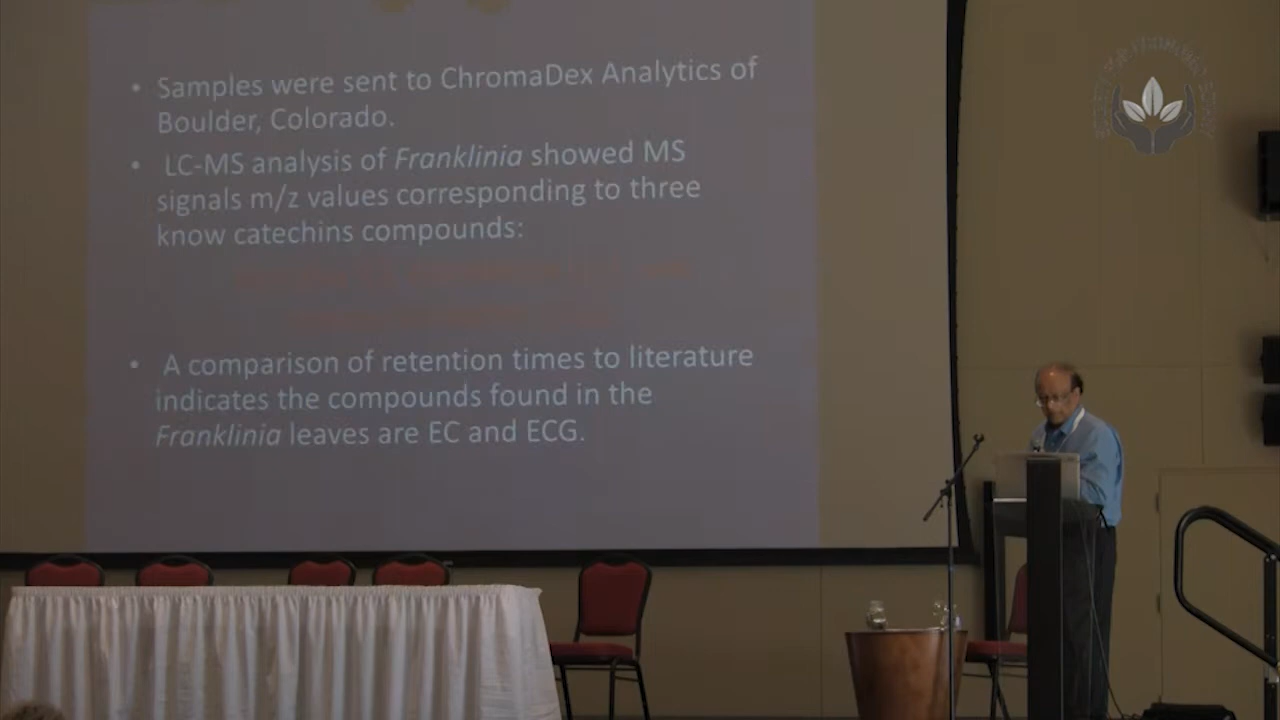 • Samples were sent to ChromaDex Analytics of
Boulder, Colorado.
• LC-MS analysis of Franklinia showed MS
signals m/z values corresponding to three
know catechins compounds:
• A comparison of retention times to literature
indicates the compounds found in the
Franklinia leaves are EC and ECG.